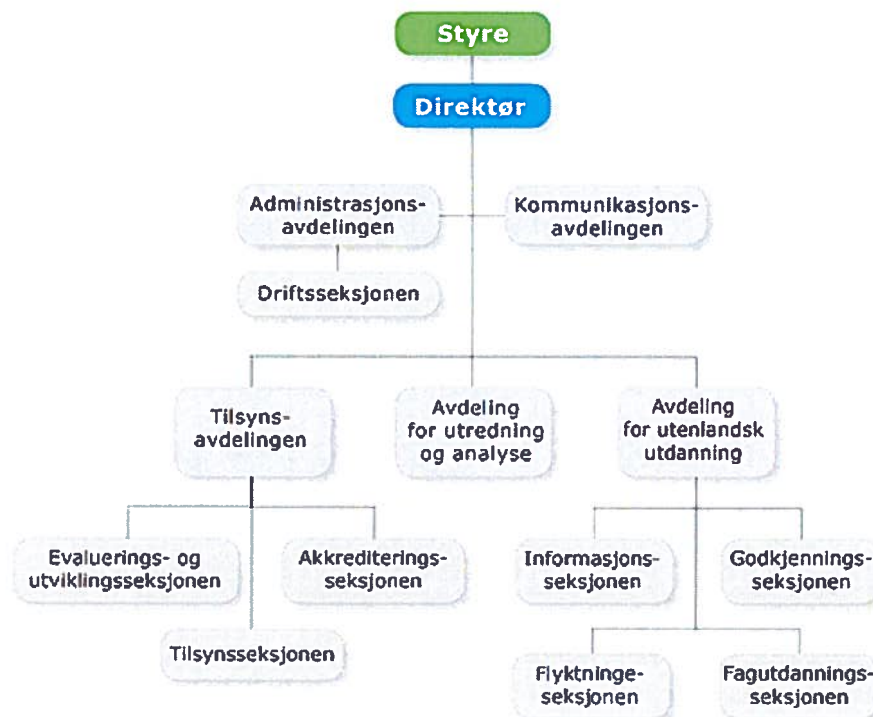 Styre
Direktør
Administrasjons-
avdelingen
Kommunikasjons-
avdelingen
Driftsseksjonen
Tilsyns-
avdelingen
Avdeling
for utredning
og analyse
Avdeling
for utenlandsk
utdanning
Evaluerings- og
utviklingsseksjonen
Akkrediterings-
seksjonen
Informasjons-
seksjonen
Godkjennings-
seksjonen
Tilsynsseksjonen
Flyktninge-
seksjonen
Fagutdannings-
seksjonen